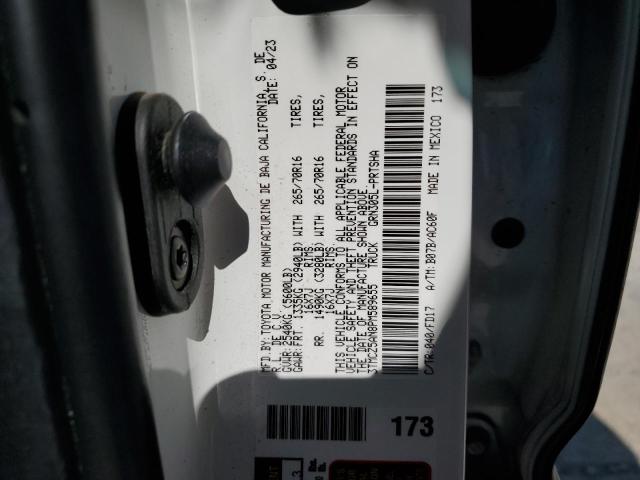 MFD.BY:TOYOTA MOTOR MANUFACTURING DE BAJA CALIFORNIA, S. DE
R. L. DE C.V. DATE: 04/23
GVWR: 2540KG (5600LB)
GAWR:FRT. 1335KG (2940LB) WITH 265/70R16 TIRES,
16X7J RIMS,
RR. 1490KG (3280LB) WITH 265/70R16 TIRES,
16X7J RIMS.
THIS VEHICLE CONFORMS TO ALL APPLICABLE FEDERAL MOTOR
VEHICLE SAFETY AND THEFT PREVENTION STANDARDS IN EFFECT ON
THE DATE OF MANUFACTURE SHOWN ABOVE.
3TMCZ5AN8PM589655 TRUCK GRN305L-PRTSHA
C/TR:040/FD17 A/TM: B07B/AC60F MADE IN MEXICO 173
173